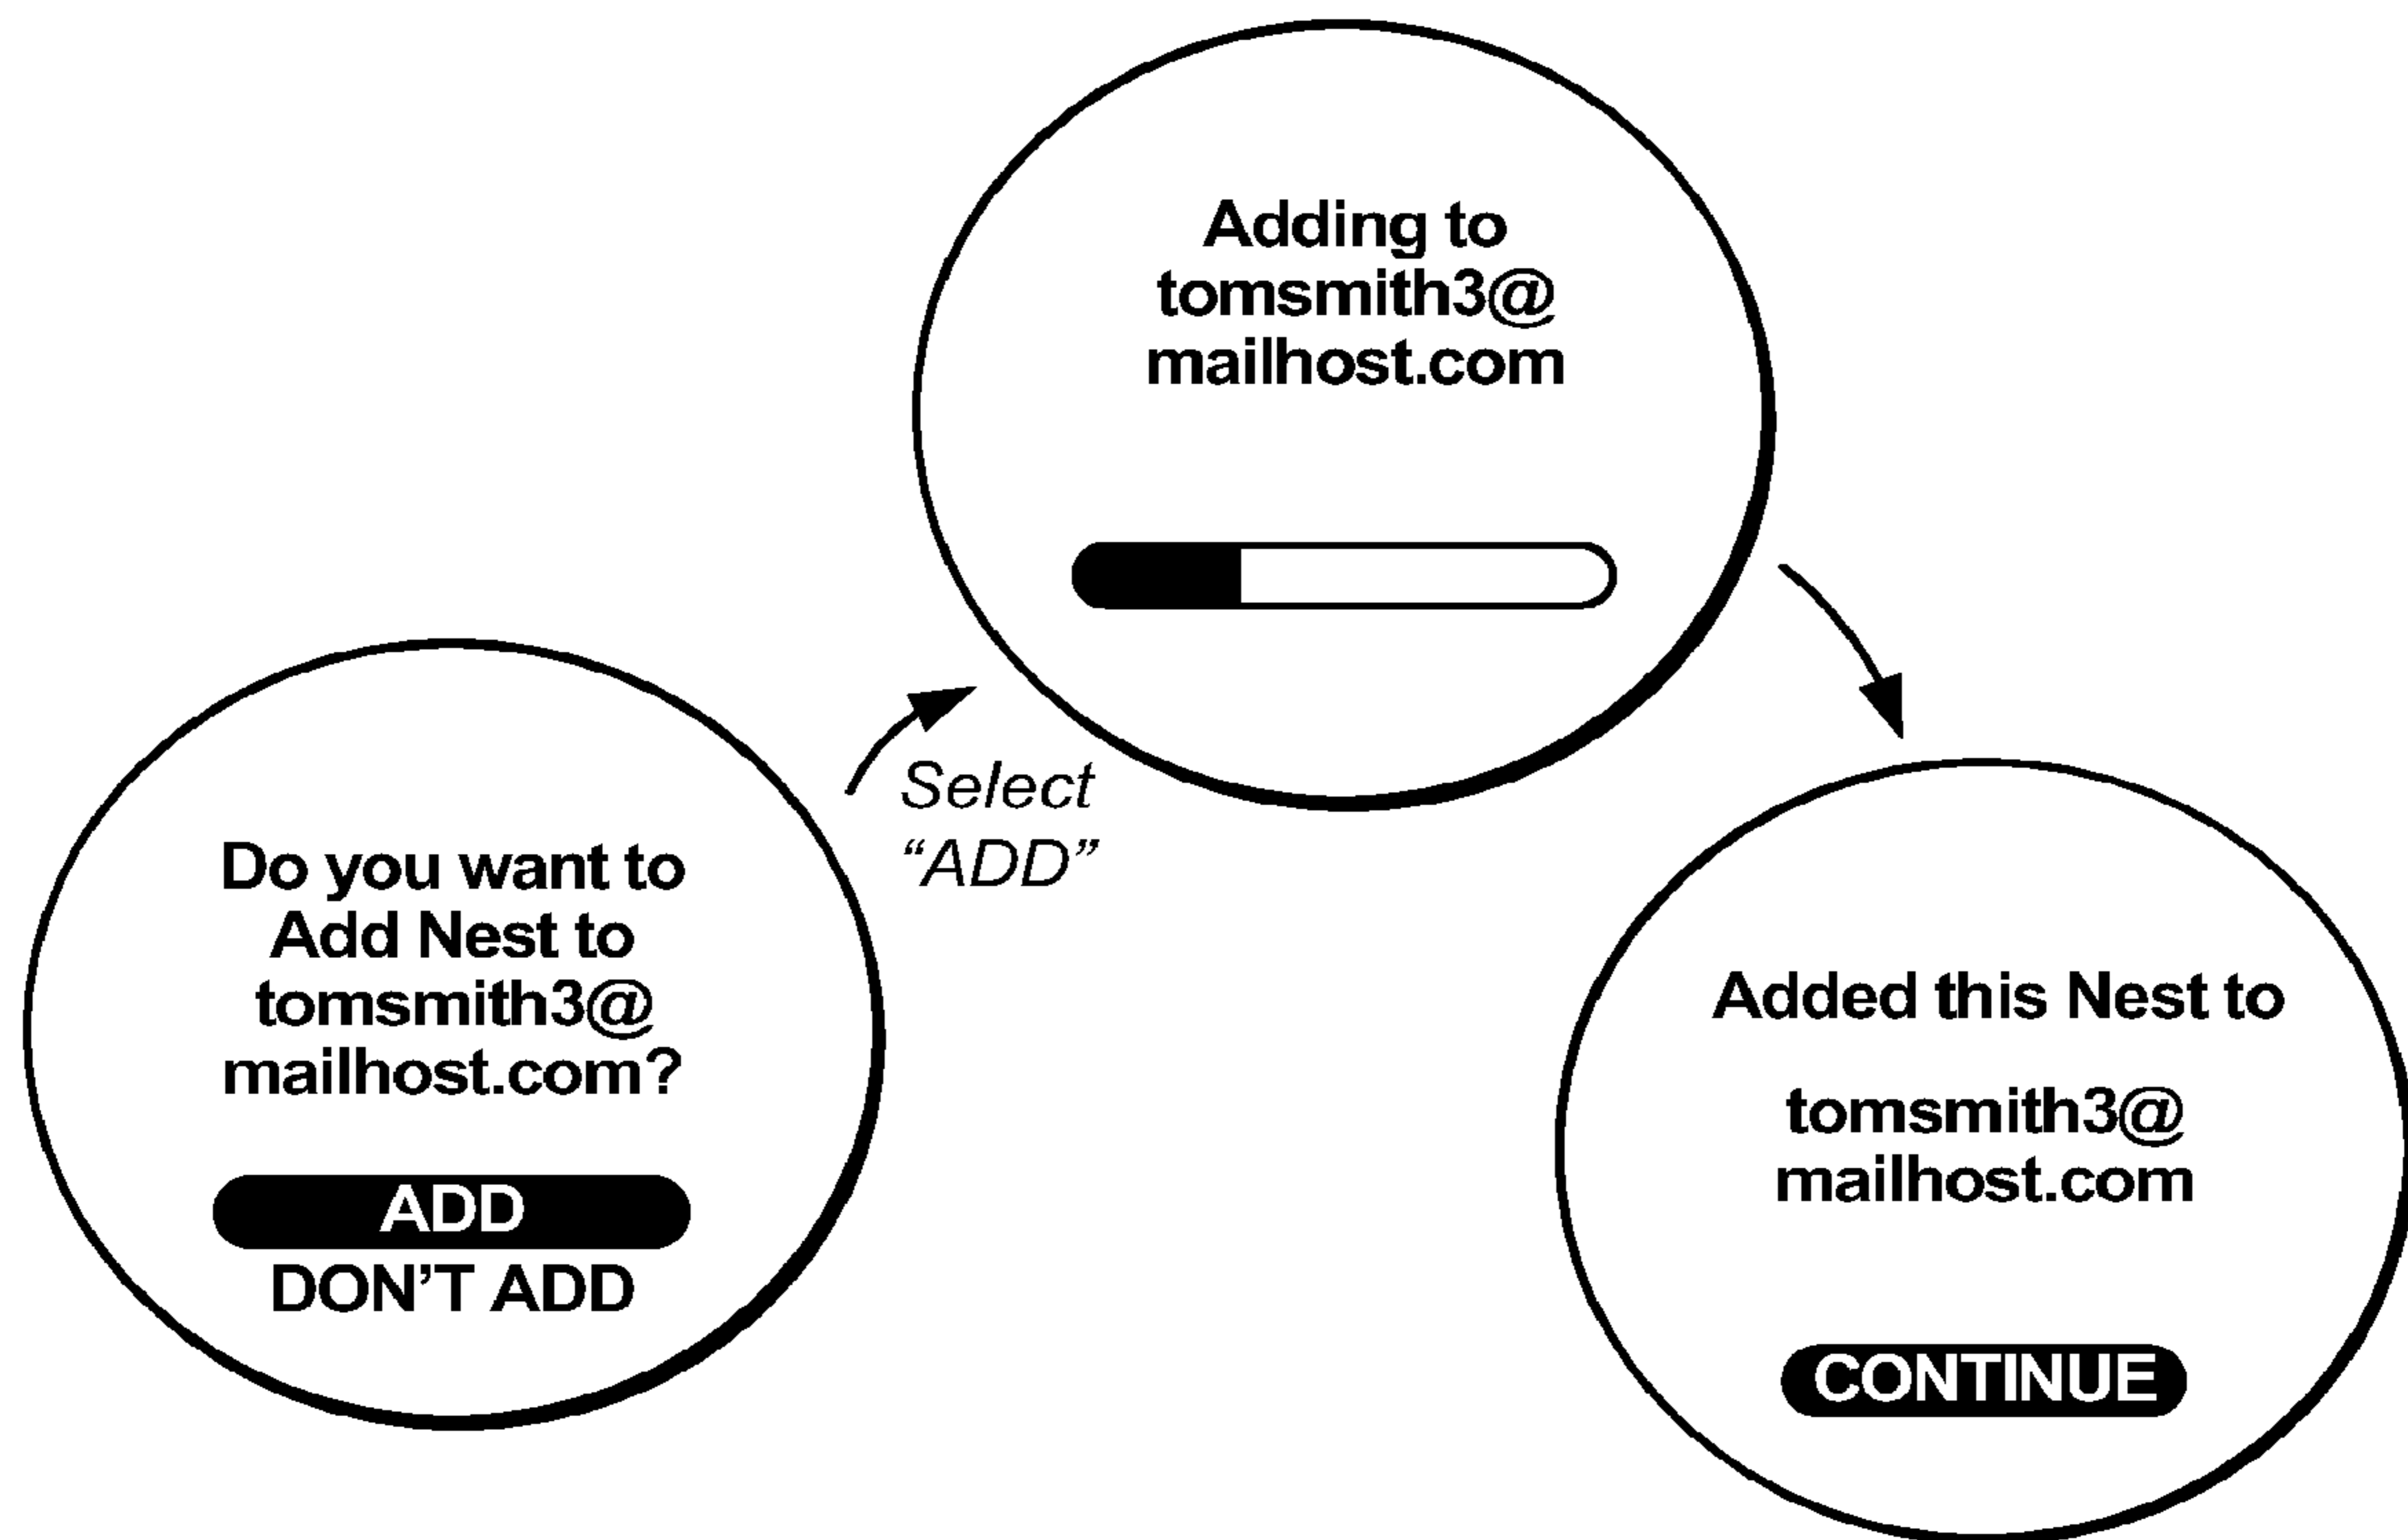 Do you want to
Add Nest to
tomsmith3@
mailhost.com?
ADD
DON'T ADD
Select
“ADD”
Adding to
tomsmith3@
mailhost.com
Added this Nest to
tomsmith3@
mailhost.com
CONTINUE